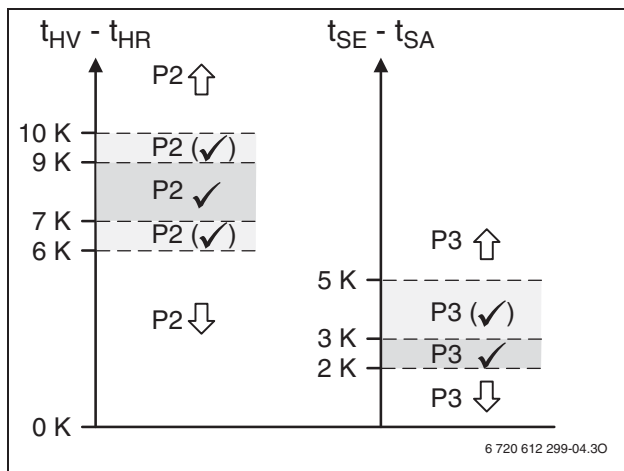 tHV - tHR
tSE - tSA
P2
10 K
P2 (✓)
9 K
P2 ✓
7 K
P2 (✓)
6 K
P3
5 K
P2
P3 (✓)
3 K
P3 ✓
2 K
P3
0 K
6 720 612 299-04.3O